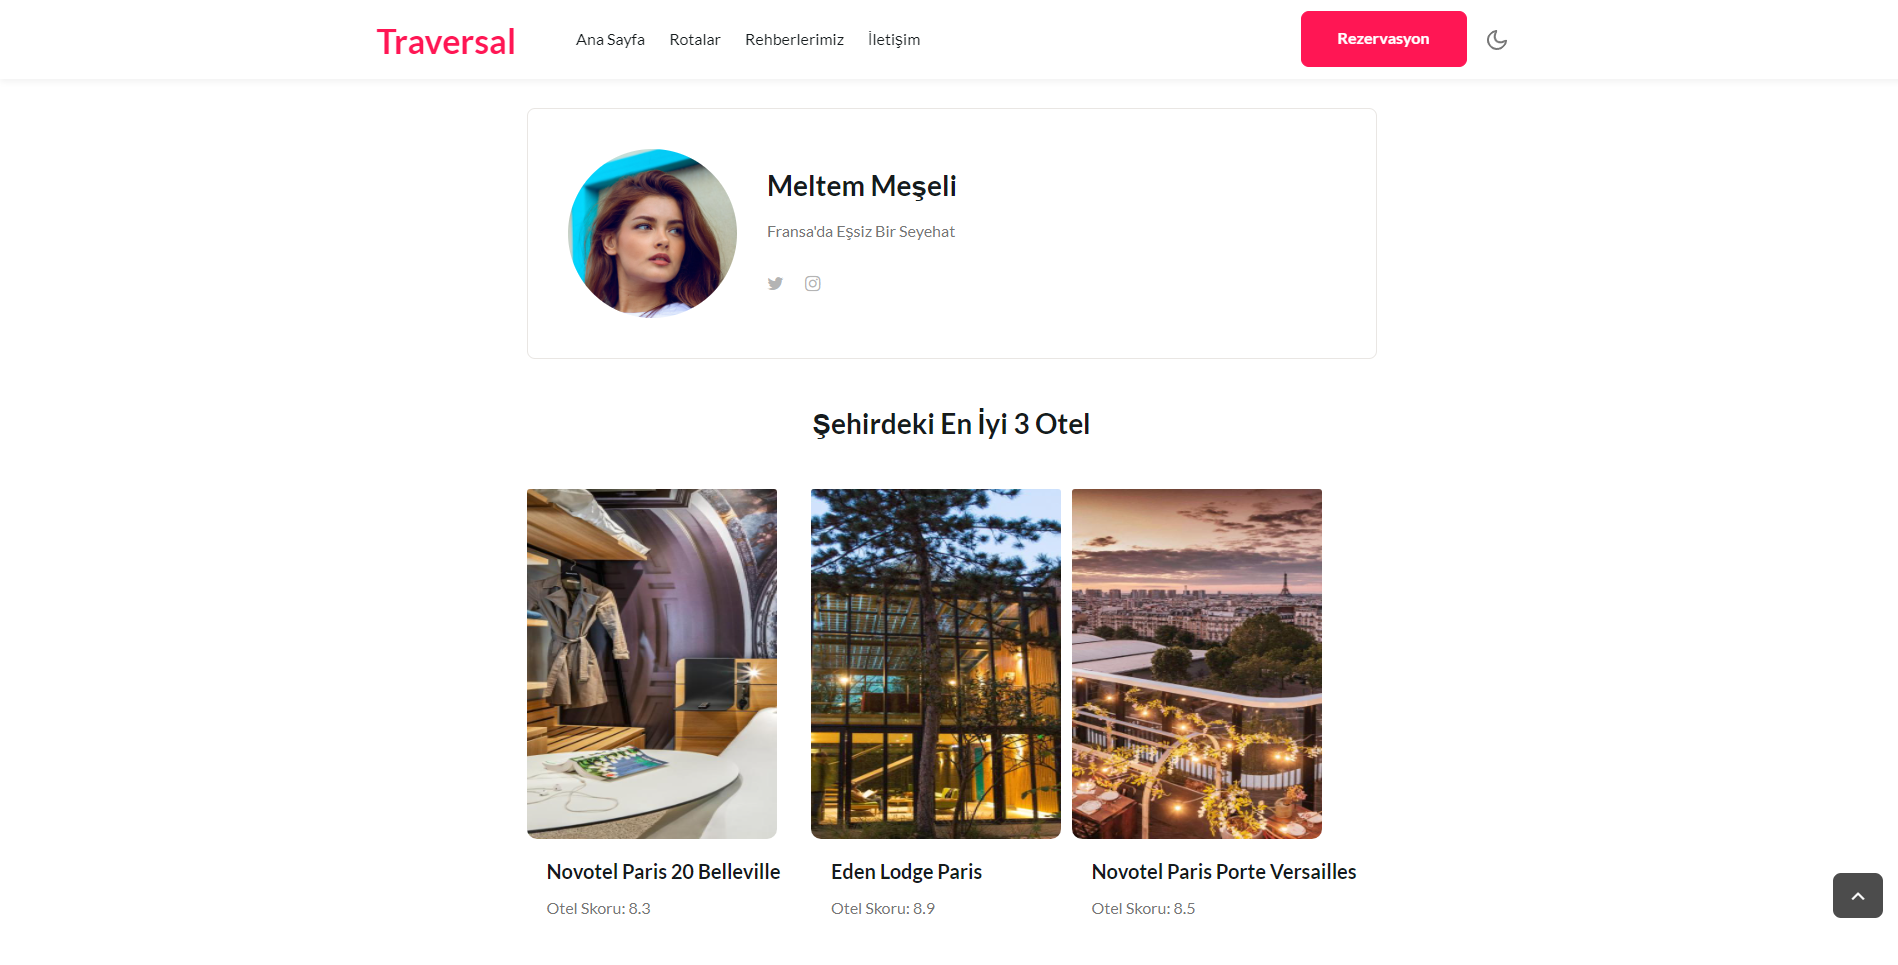 Traversal
Ana Sayfa
Rotalar
Rehberlerimiz
İletişim
Rezervasyon
Meltem Meşeli
Fransa'da Eşsiz Bir Seyehat
Şehirdeki En İyi 3 Otel
Novotel Paris 20 Belleville
Otel Skoru: 8.3
Eden Lodge Paris
Otel Skoru: 8.9
Novotel Paris Porte Versailles
Otel Skoru: 8.5